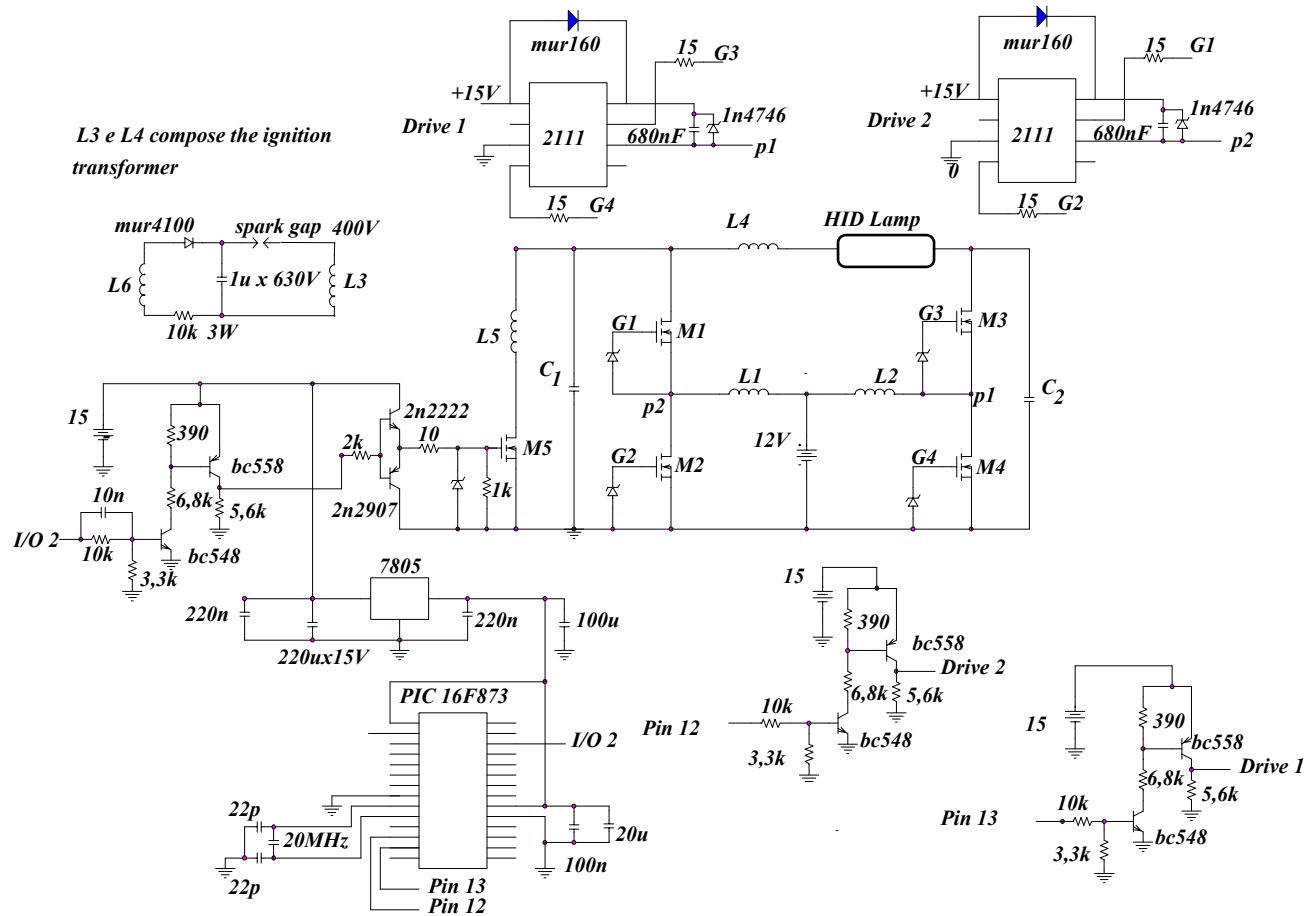 mur160
15
G3
+15V
Drive 1
2111
1n4746
680nF
p1
15
G4
mur160
15
G1
+15V
Drive 2
2111
1n4746
680nF
p2
0
15
G2
L3 e L4 compose the ignition
transformer
mur4100
spark gap
400V
L6
1u x 630V
L3
10k 3W
L4
HID Lamp
L5
C1
G1
M1
G3
M3
L1
L2
p2
p1
C2
12V
G2
M2
G4
M4
15
390
bc558
2n2222
2k
10
M5
10n
6,8k
5,6k
2n2907
1k
I/O 2
10k
bc548
3,3k
7805
220n
220n
100u
220ux15V
PIC 16F873
I/O 2
22p
20MHz
22p
20u
100n
Pin 13
Pin 12
15
390
bc558
Drive 2
6,8k
5,6k
Pin 12
10k
bc548
3,3k
15
390
bc558
Drive 1
6,8k
5,6k
Pin 13
10k
bc548
3,3k